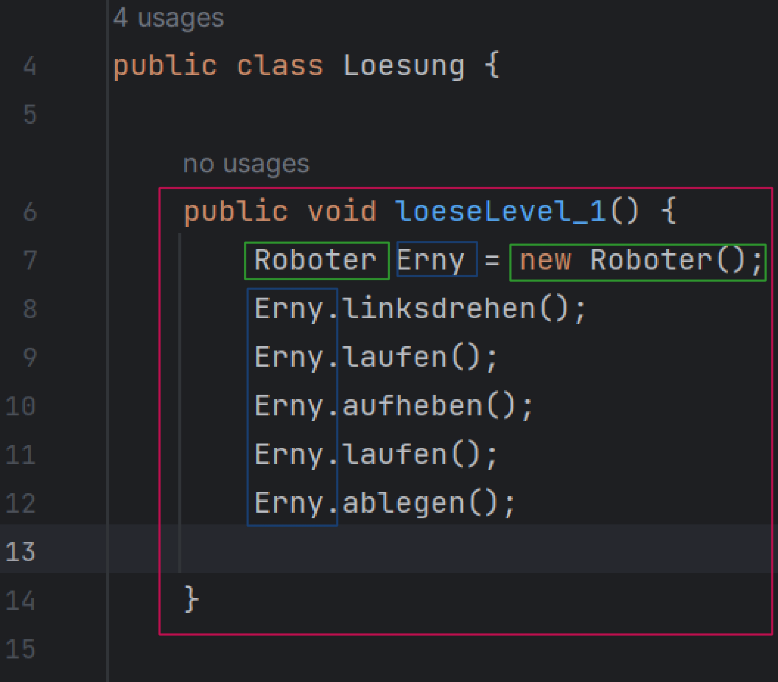 4 usages
4 public class Loesung {
5
no usages
6 public void loeseLevel_1() {
7 Roboter Erny = new Roboter();
8 Erny.linksdrehen();
9 Erny.laufen();
10 Erny.aufheben();
11 Erny.laufen();
12 Erny.ablegen();
13
14 }
15